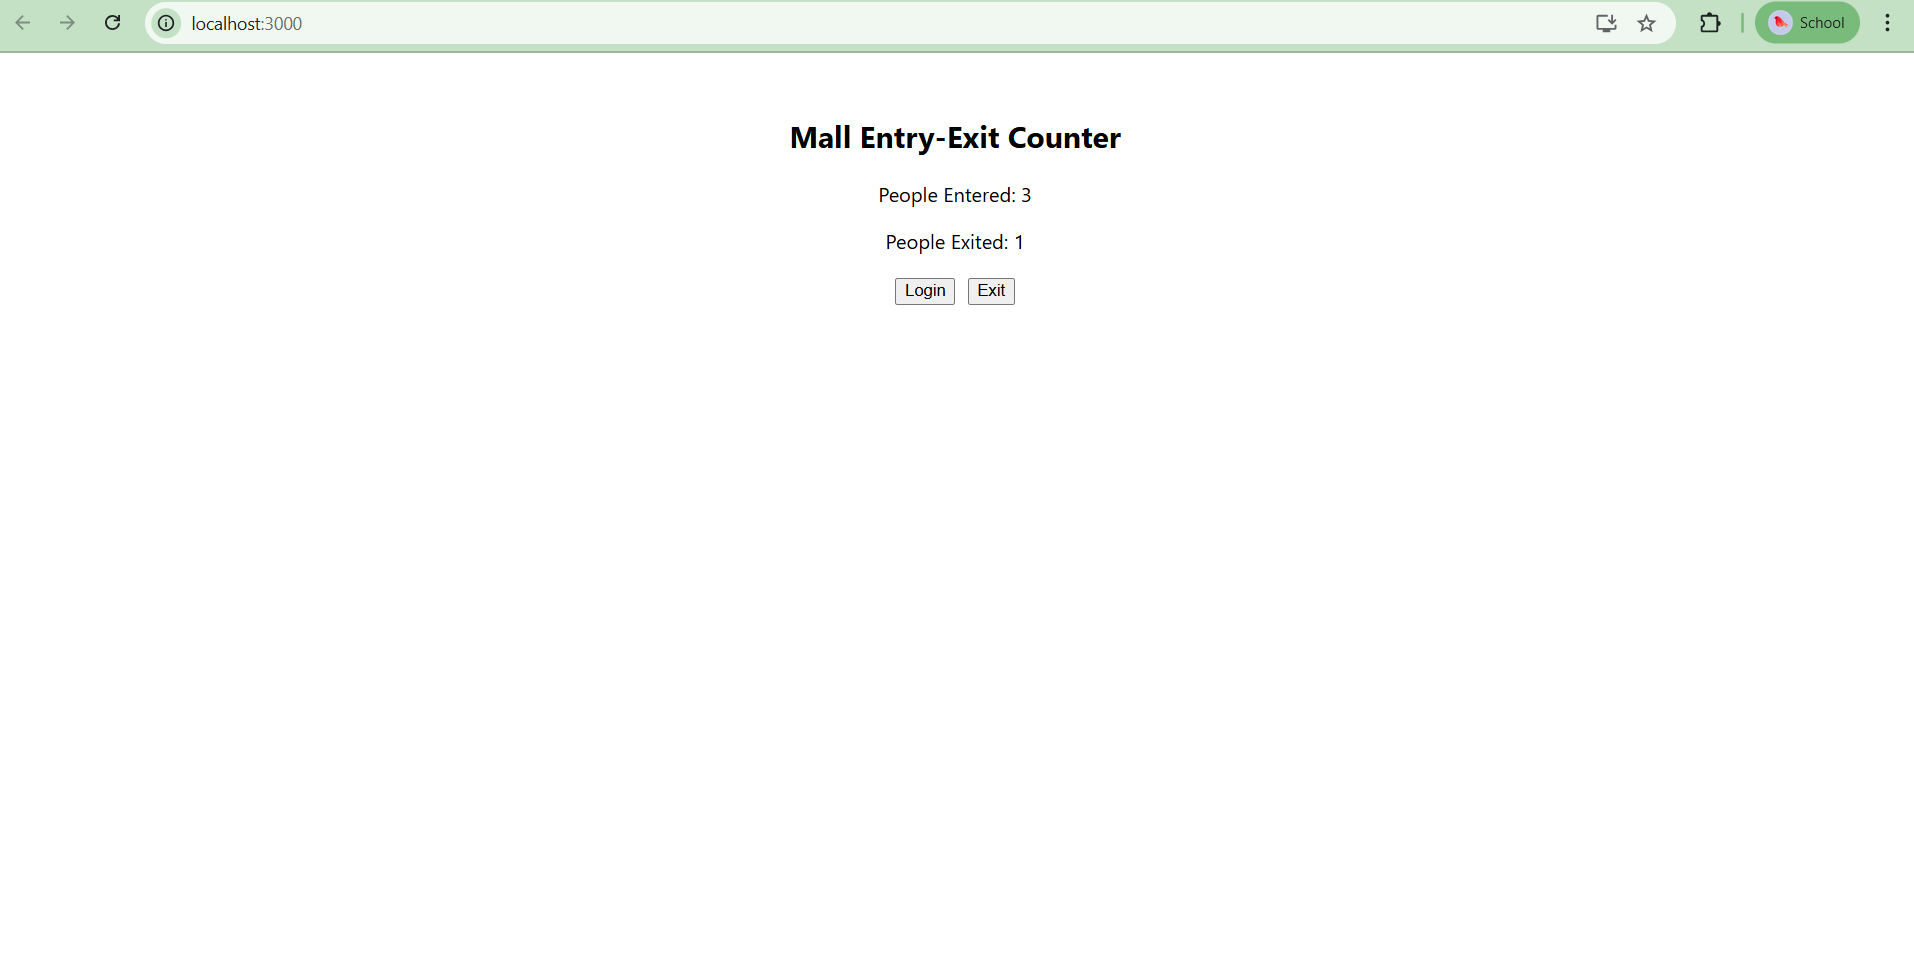 localhost:3000
School
Mall Entry-Exit Counter
People Entered: 3
People Exited: 1
Login Exit